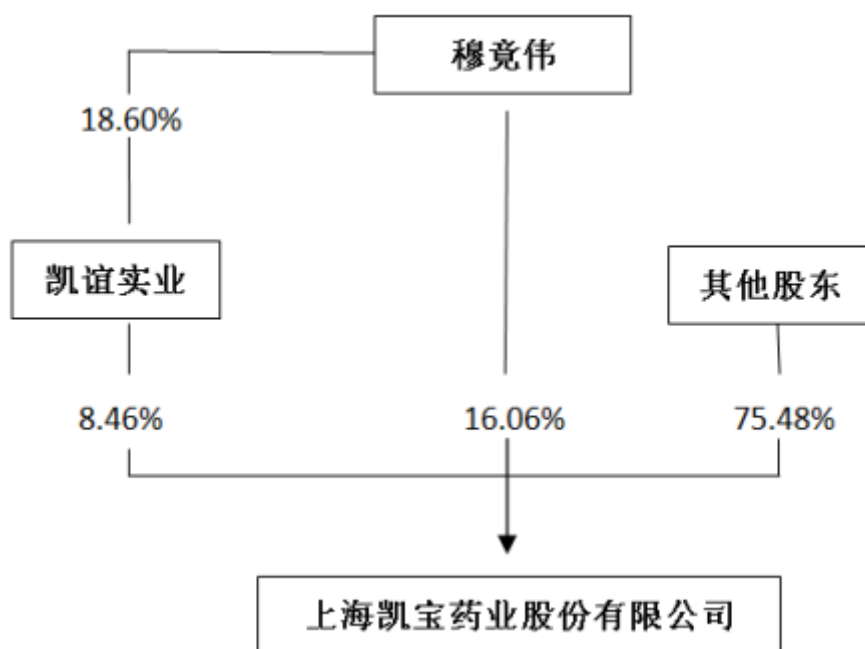 穆竟伟
18.60%
凯谊实业
其他股东
8.46%
16.06%
75.48%
上海凯宝药业股份有限公司